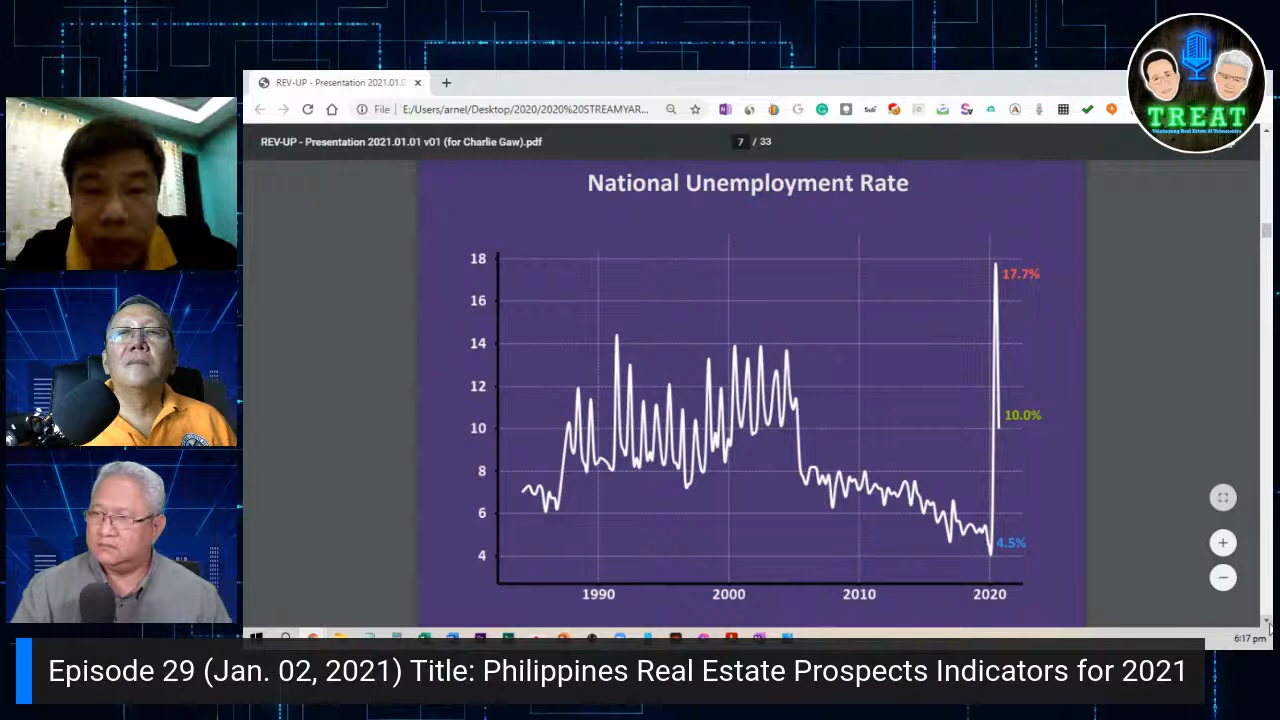 REV-UP - Presentation 2021.01.0
File
E:/Users/arnel/Desktop/2020/2020%20STREAMYAR...
REV-UP - Presentation 2021.01.01 v01 (for Charlie Gaw).pdf
7 / 33
TREAT
National Unemployment Rate
18
17.7%
16
14
12
10.0%
10
8
6
4.5%
4
1990
2000
2010
2020
6:17 pm
Episode 29 (Jan. 02, 2021) Title: Philippines Real Estate Prospects Indicators for 2021